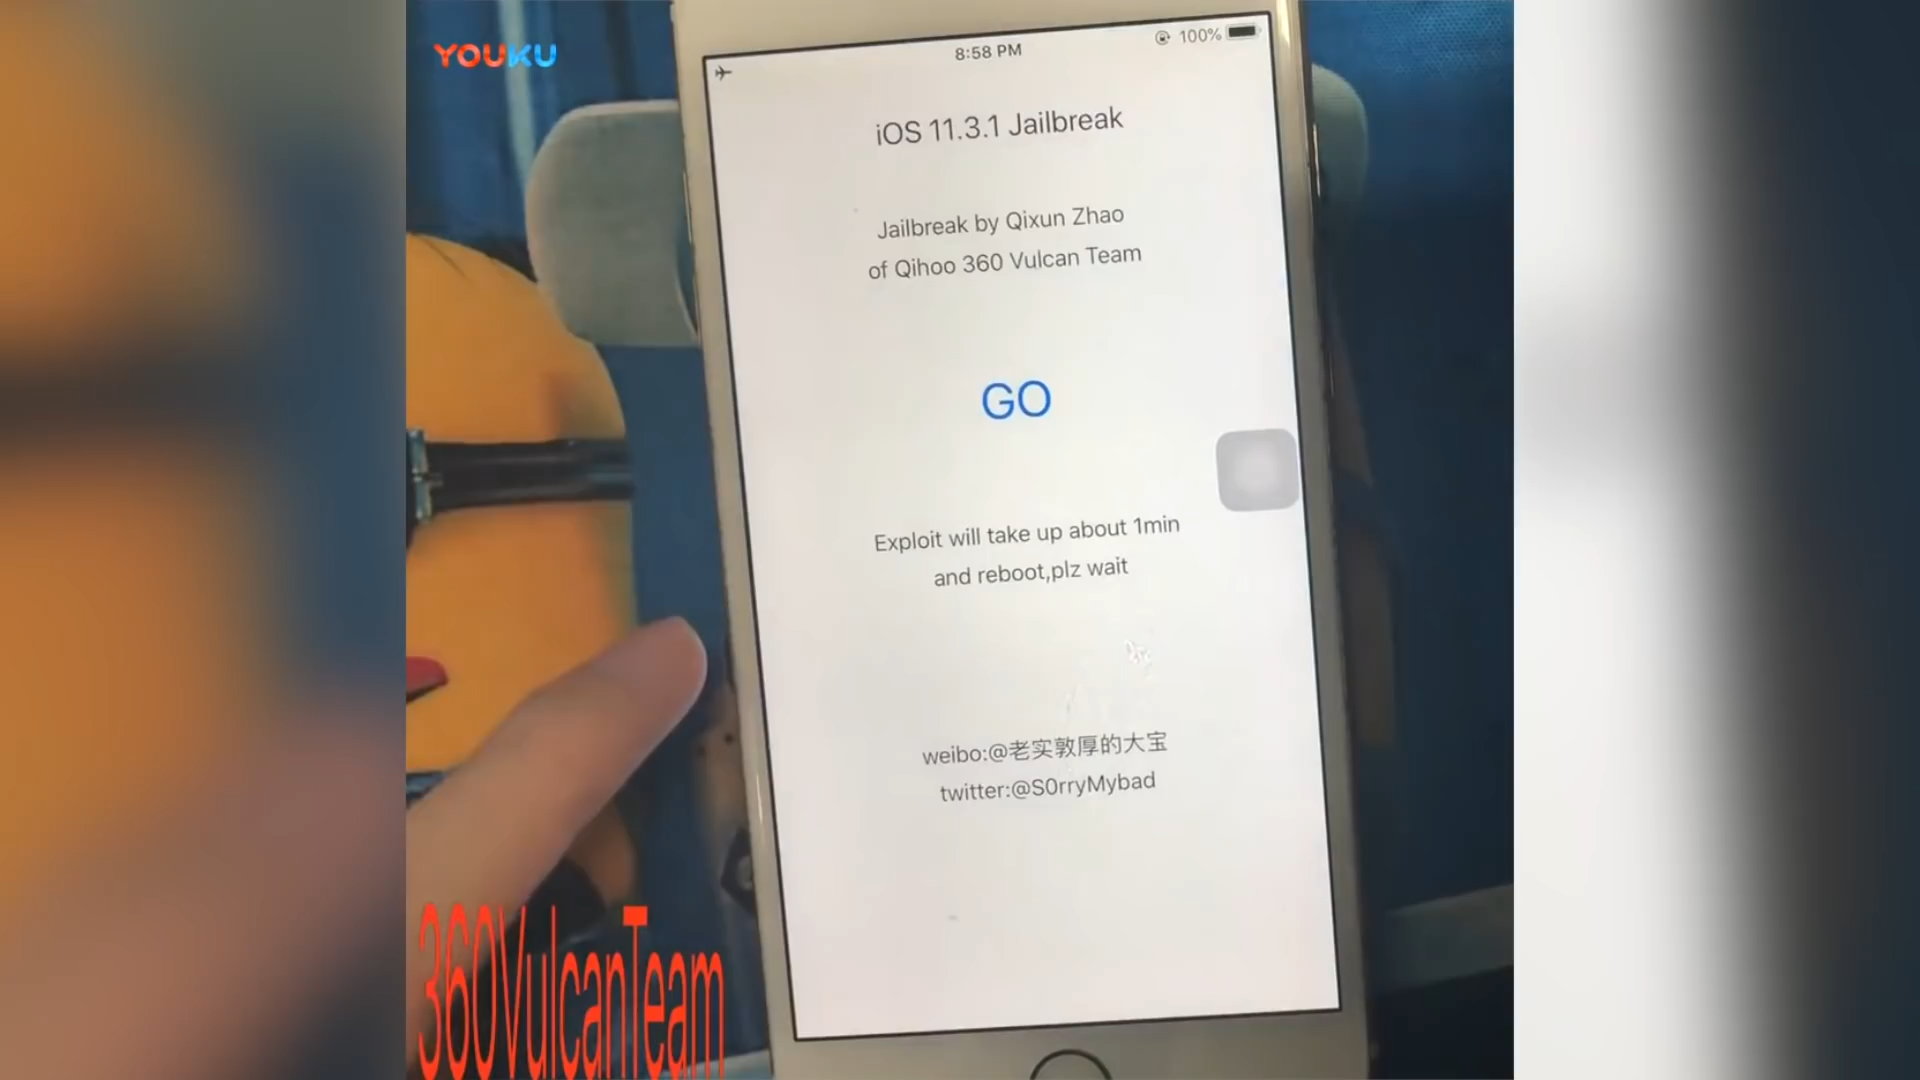 YOUKU
8:58 PM
100%
iOS 11.3.1 Jailbreak
Jailbreak by Qixun Zhao
of Qihoo 360 Vulcan Team
GO
Exploit will take up about 1min
and reboot,plz wait
weibo:@老实敦厚的大宝
twitter:@S0rryMybad
360VulcanTeam